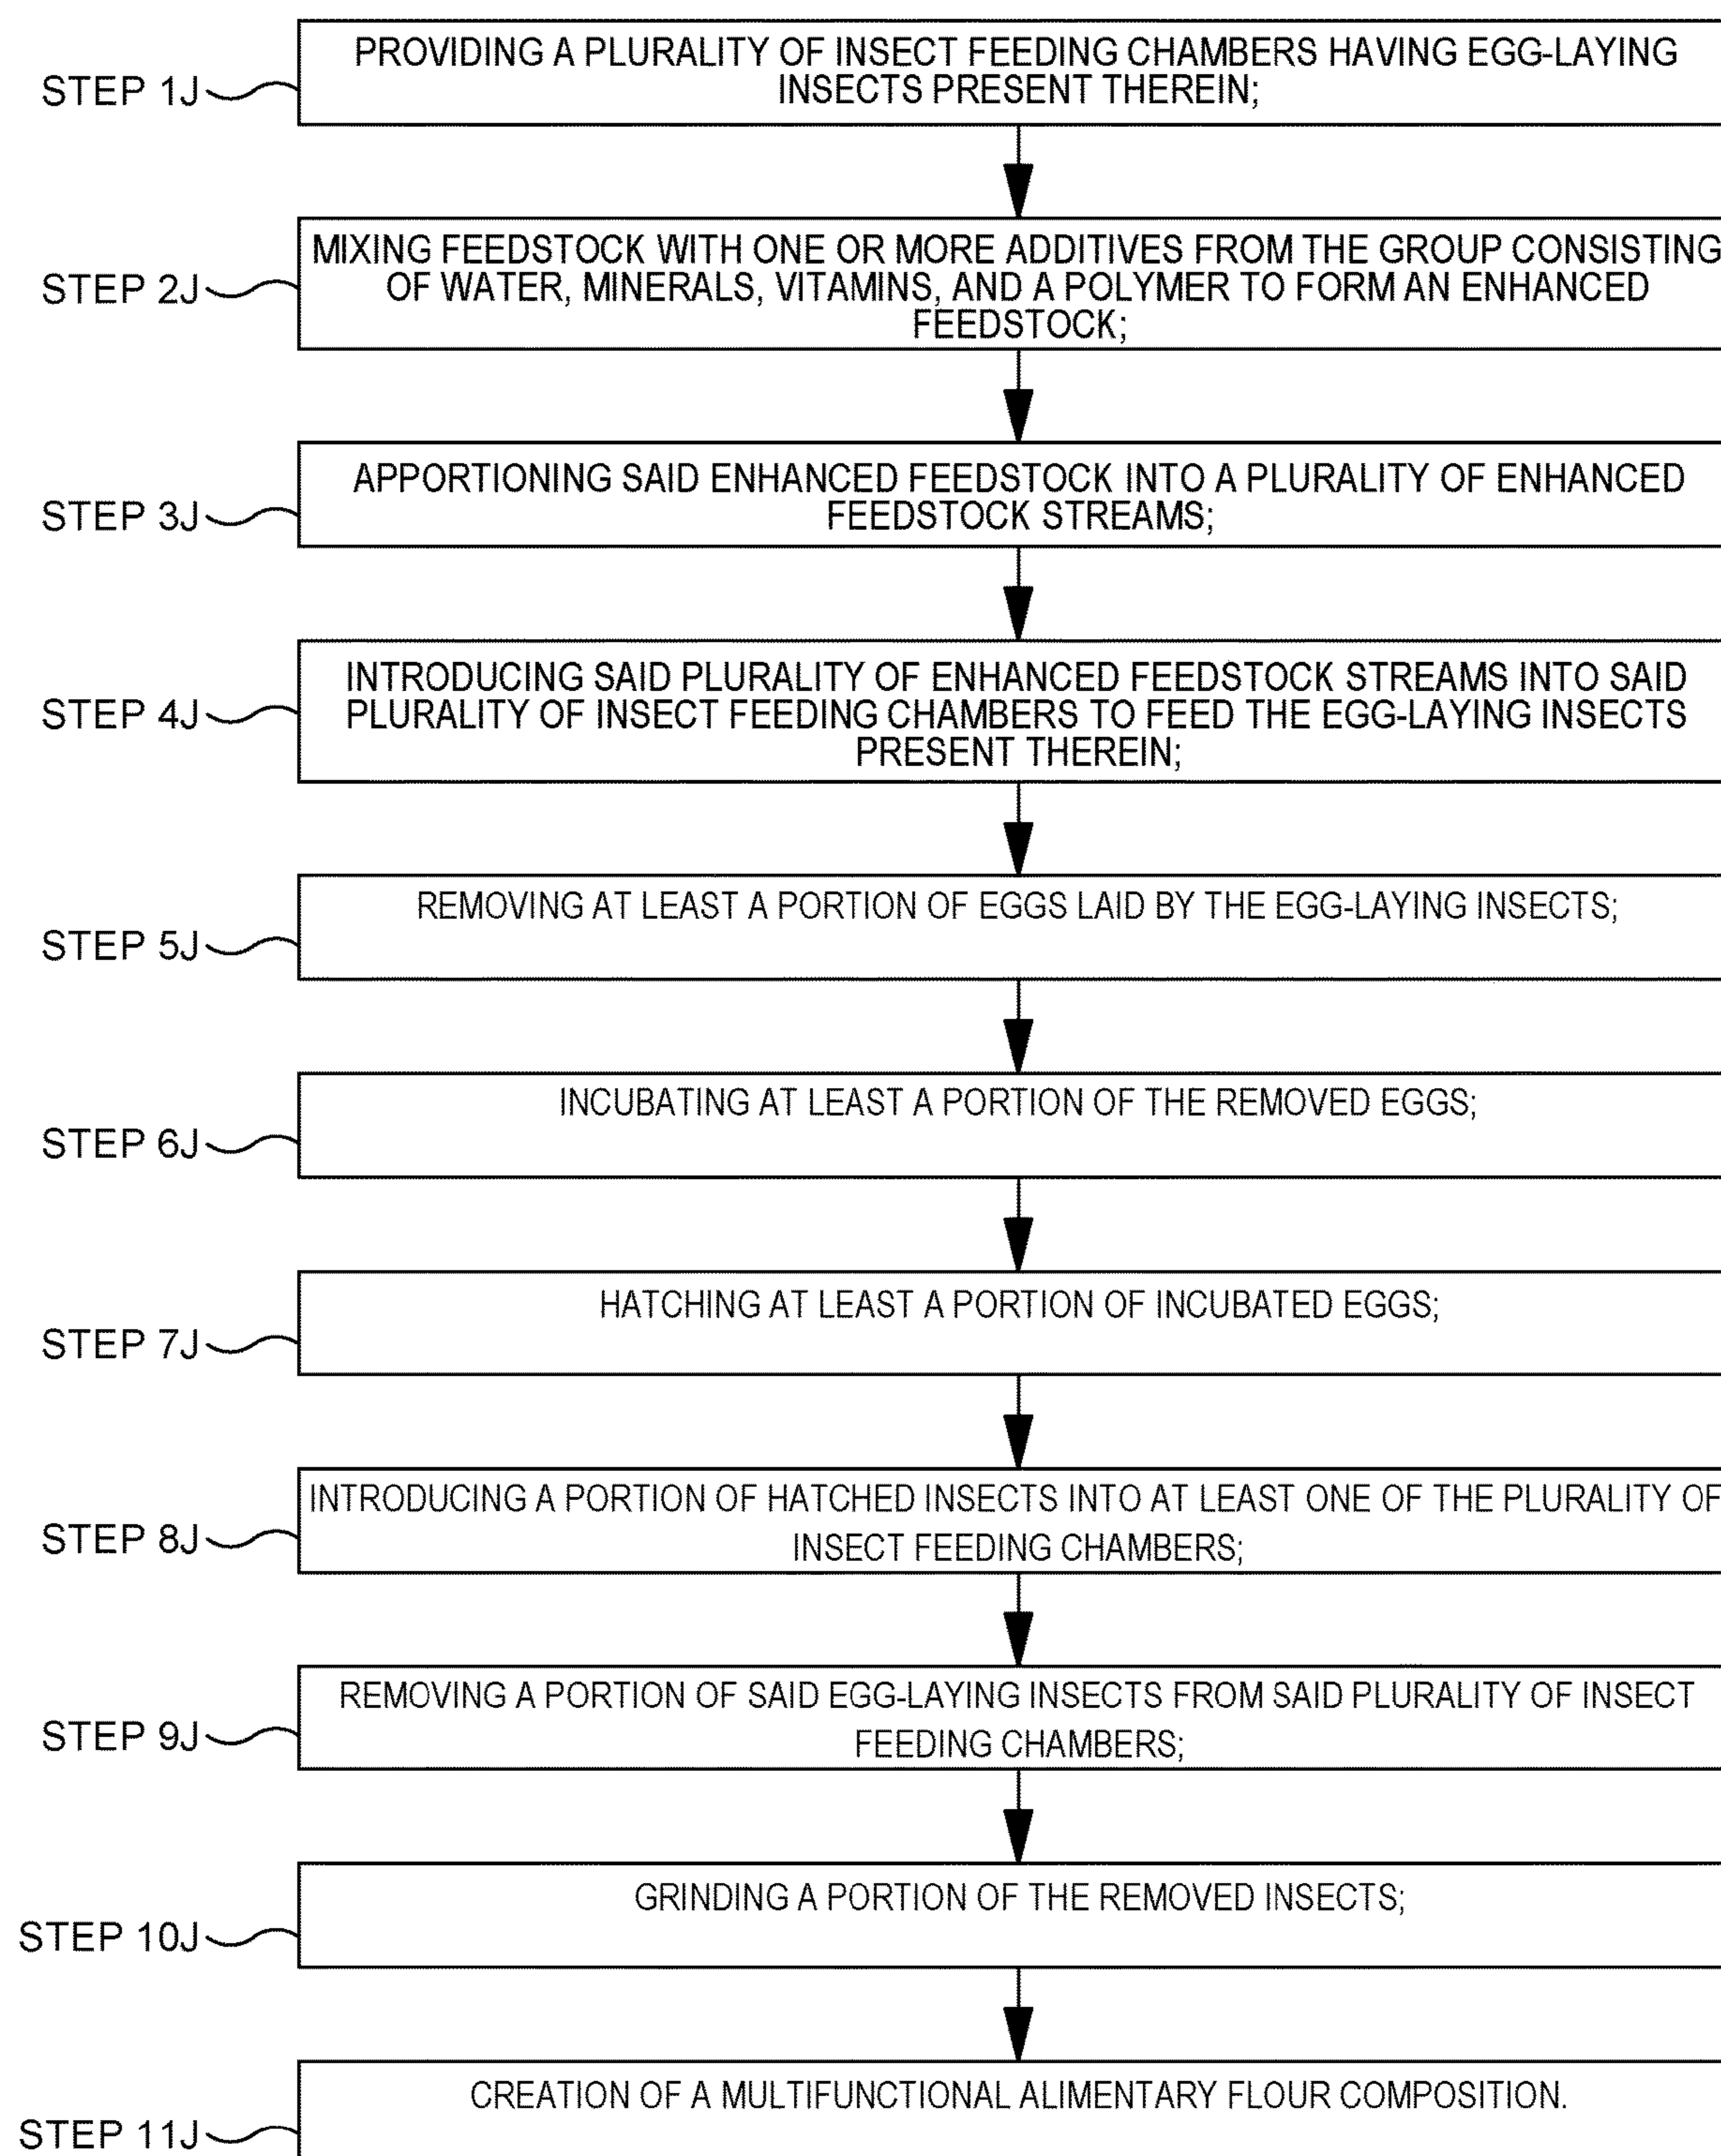 STEP 1J
PROVIDING A PLURALITY OF INSECT FEEDING CHAMBERS HAVING EGG-LAYING
INSECTS PRESENT THEREIN;
STEP 2J
MIXING FEEDSTOCK WITH ONE OR MORE ADDITIVES FROM THE GROUP CONSISTING
OF WATER, MINERALS, VITAMINS, AND A POLYMER TO FORM AN ENHANCED
FEEDSTOCK;
STEP 3J
APPORTIONING SAID ENHANCED FEEDSTOCK INTO A PLURALITY OF ENHANCED
FEEDSTOCK STREAMS;
STEP 4J
INTRODUCING SAID PLURALITY OF ENHANCED FEEDSTOCK STREAMS INTO SAID
PLURALITY OF INSECT FEEDING CHAMBERS TO FEED THE EGG-LAYING INSECTS
PRESENT THEREIN;
STEP 5J
REMOVING AT LEAST A PORTION OF EGGS LAID BY THE EGG-LAYING INSECTS;
STEP 6J
INCUBATING AT LEAST A PORTION OF THE REMOVED EGGS;
STEP 7J
HATCHING AT LEAST A PORTION OF INCUBATED EGGS;
STEP 8J
INTRODUCING A PORTION OF HATCHED INSECTS INTO AT LEAST ONE OF THE PLURALITY OF
INSECT FEEDING CHAMBERS;
STEP 9J
REMOVING A PORTION OF SAID EGG-LAYING INSECTS FROM SAID PLURALITY OF INSECT
FEEDING CHAMBERS;
STEP 10J
GRINDING A PORTION OF THE REMOVED INSECTS;
STEP 11J
CREATION OF A MULTIFUNCTIONAL ALIMENTARY FLOUR COMPOSITION.